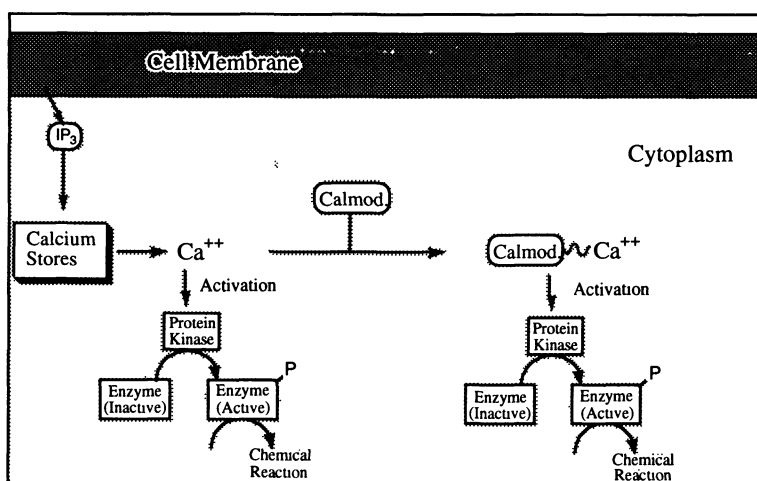 Cell Membrane
IP3
Cytoplasm
Calmod.
Calcium
Stores
Ca++
Calmod.
Ca++
Activation
Activation
Protein
Kinase
Protein
Kinase
P
P
Enzyme
(Inactive)
Enzyme
(Active)
Enzyme
(Inactive)
Enzyme
(Active)
Chemical
Reaction
Chemical
Reaction